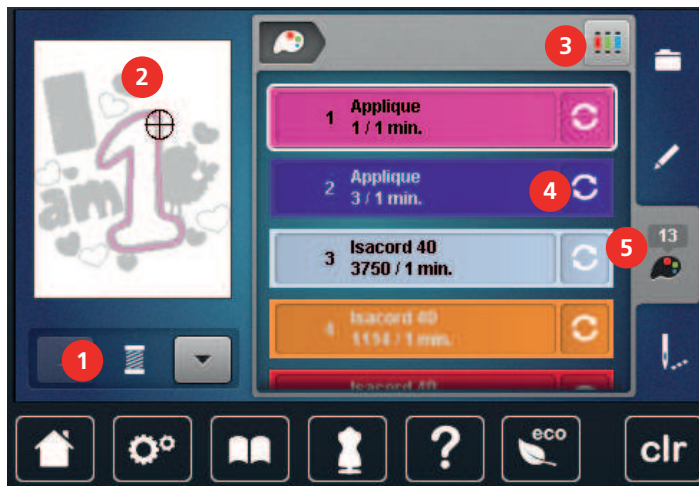 2
3
am 1
1 Applique
1 / 1 min.
2 Applique
3 / 1 min.
4
3 Isacord 40
3750 / 1 min.
5
13
4 Isacord 40
1194 / 1 min.
Isacord 40
1
?
eco
clr